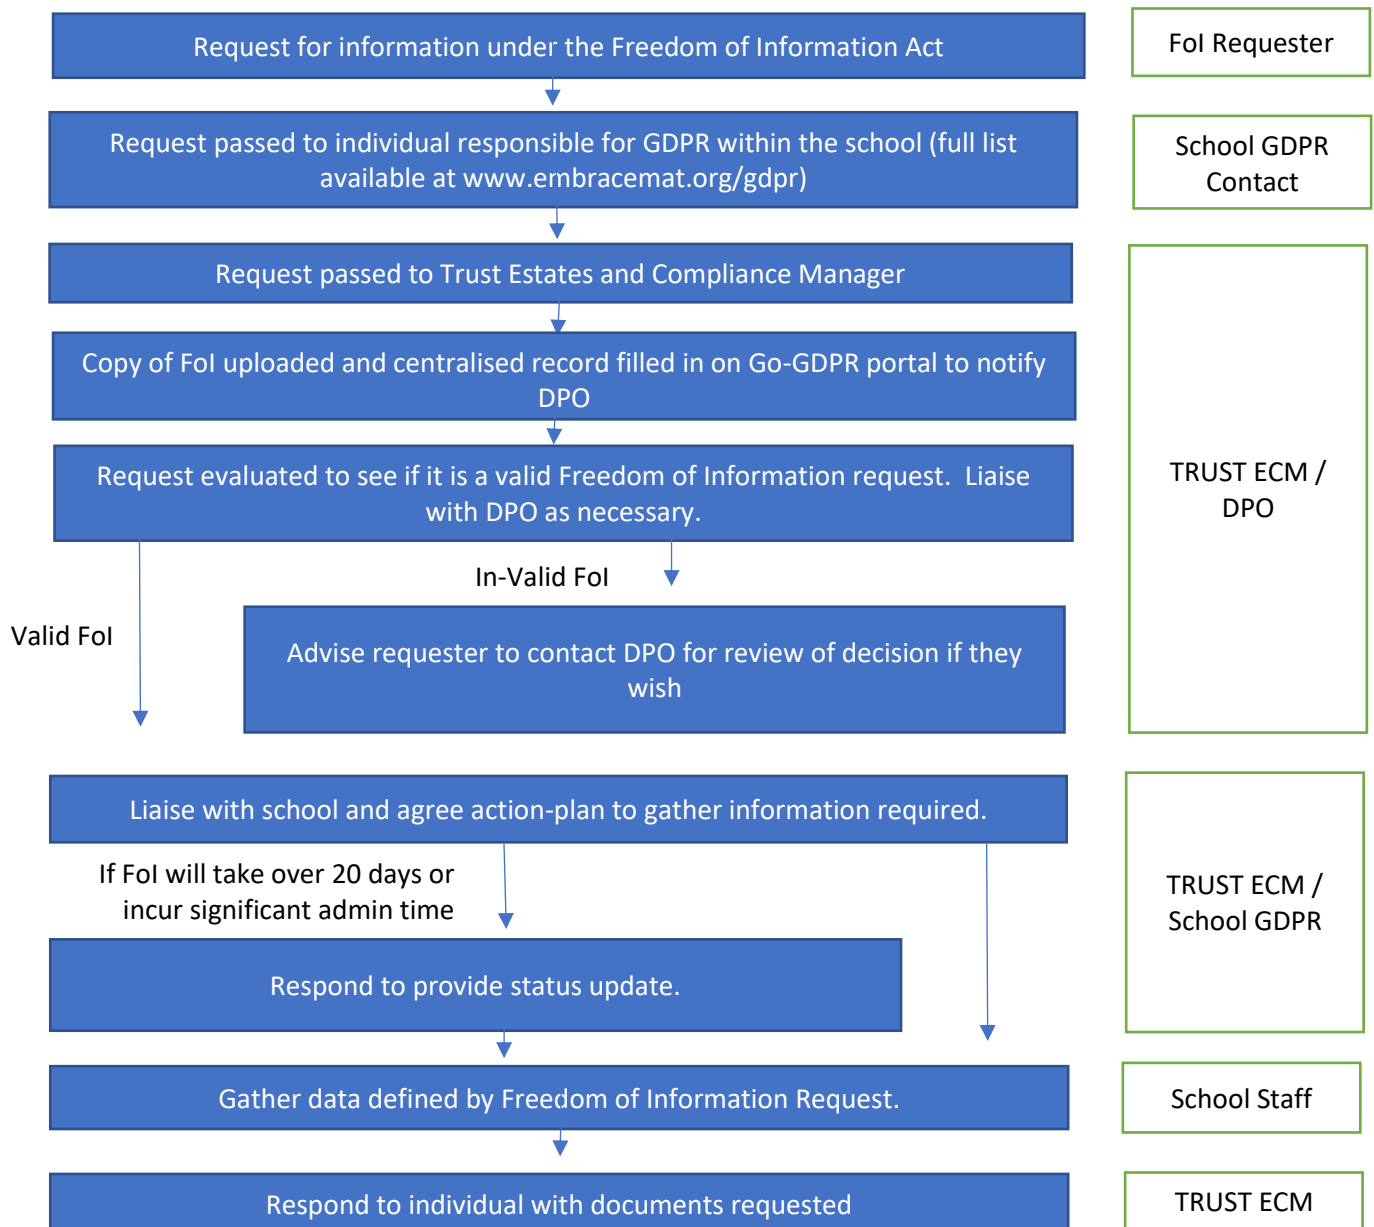 Request for information under the Freedom of Information Act
FoI Requester
Request passed to individual responsible for GDPR within the school (full list
available at www.embracemat.org/gdpr)
School GDPR
Contact
Request passed to Trust Estates and Compliance Manager
Copy of FoI uploaded and centralised record filled in on Go-GDPR portal to notify
DPO
Request evaluated to see if it is a valid Freedom of Information request.  Liaise
with DPO as necessary.
TRUST ECM /
DPO
In-Valid FoI
Valid FoI
Advise requester to contact DPO for review of decision if they
wish
Liaise with school and agree action-plan to gather information required.
If FoI will take over 20 days or
incur significant admin time
TRUST ECM /
School GDPR
Respond to provide status update.
Gather data defined by Freedom of Information Request.
School Staff
Respond to individual with documents requested
TRUST ECM